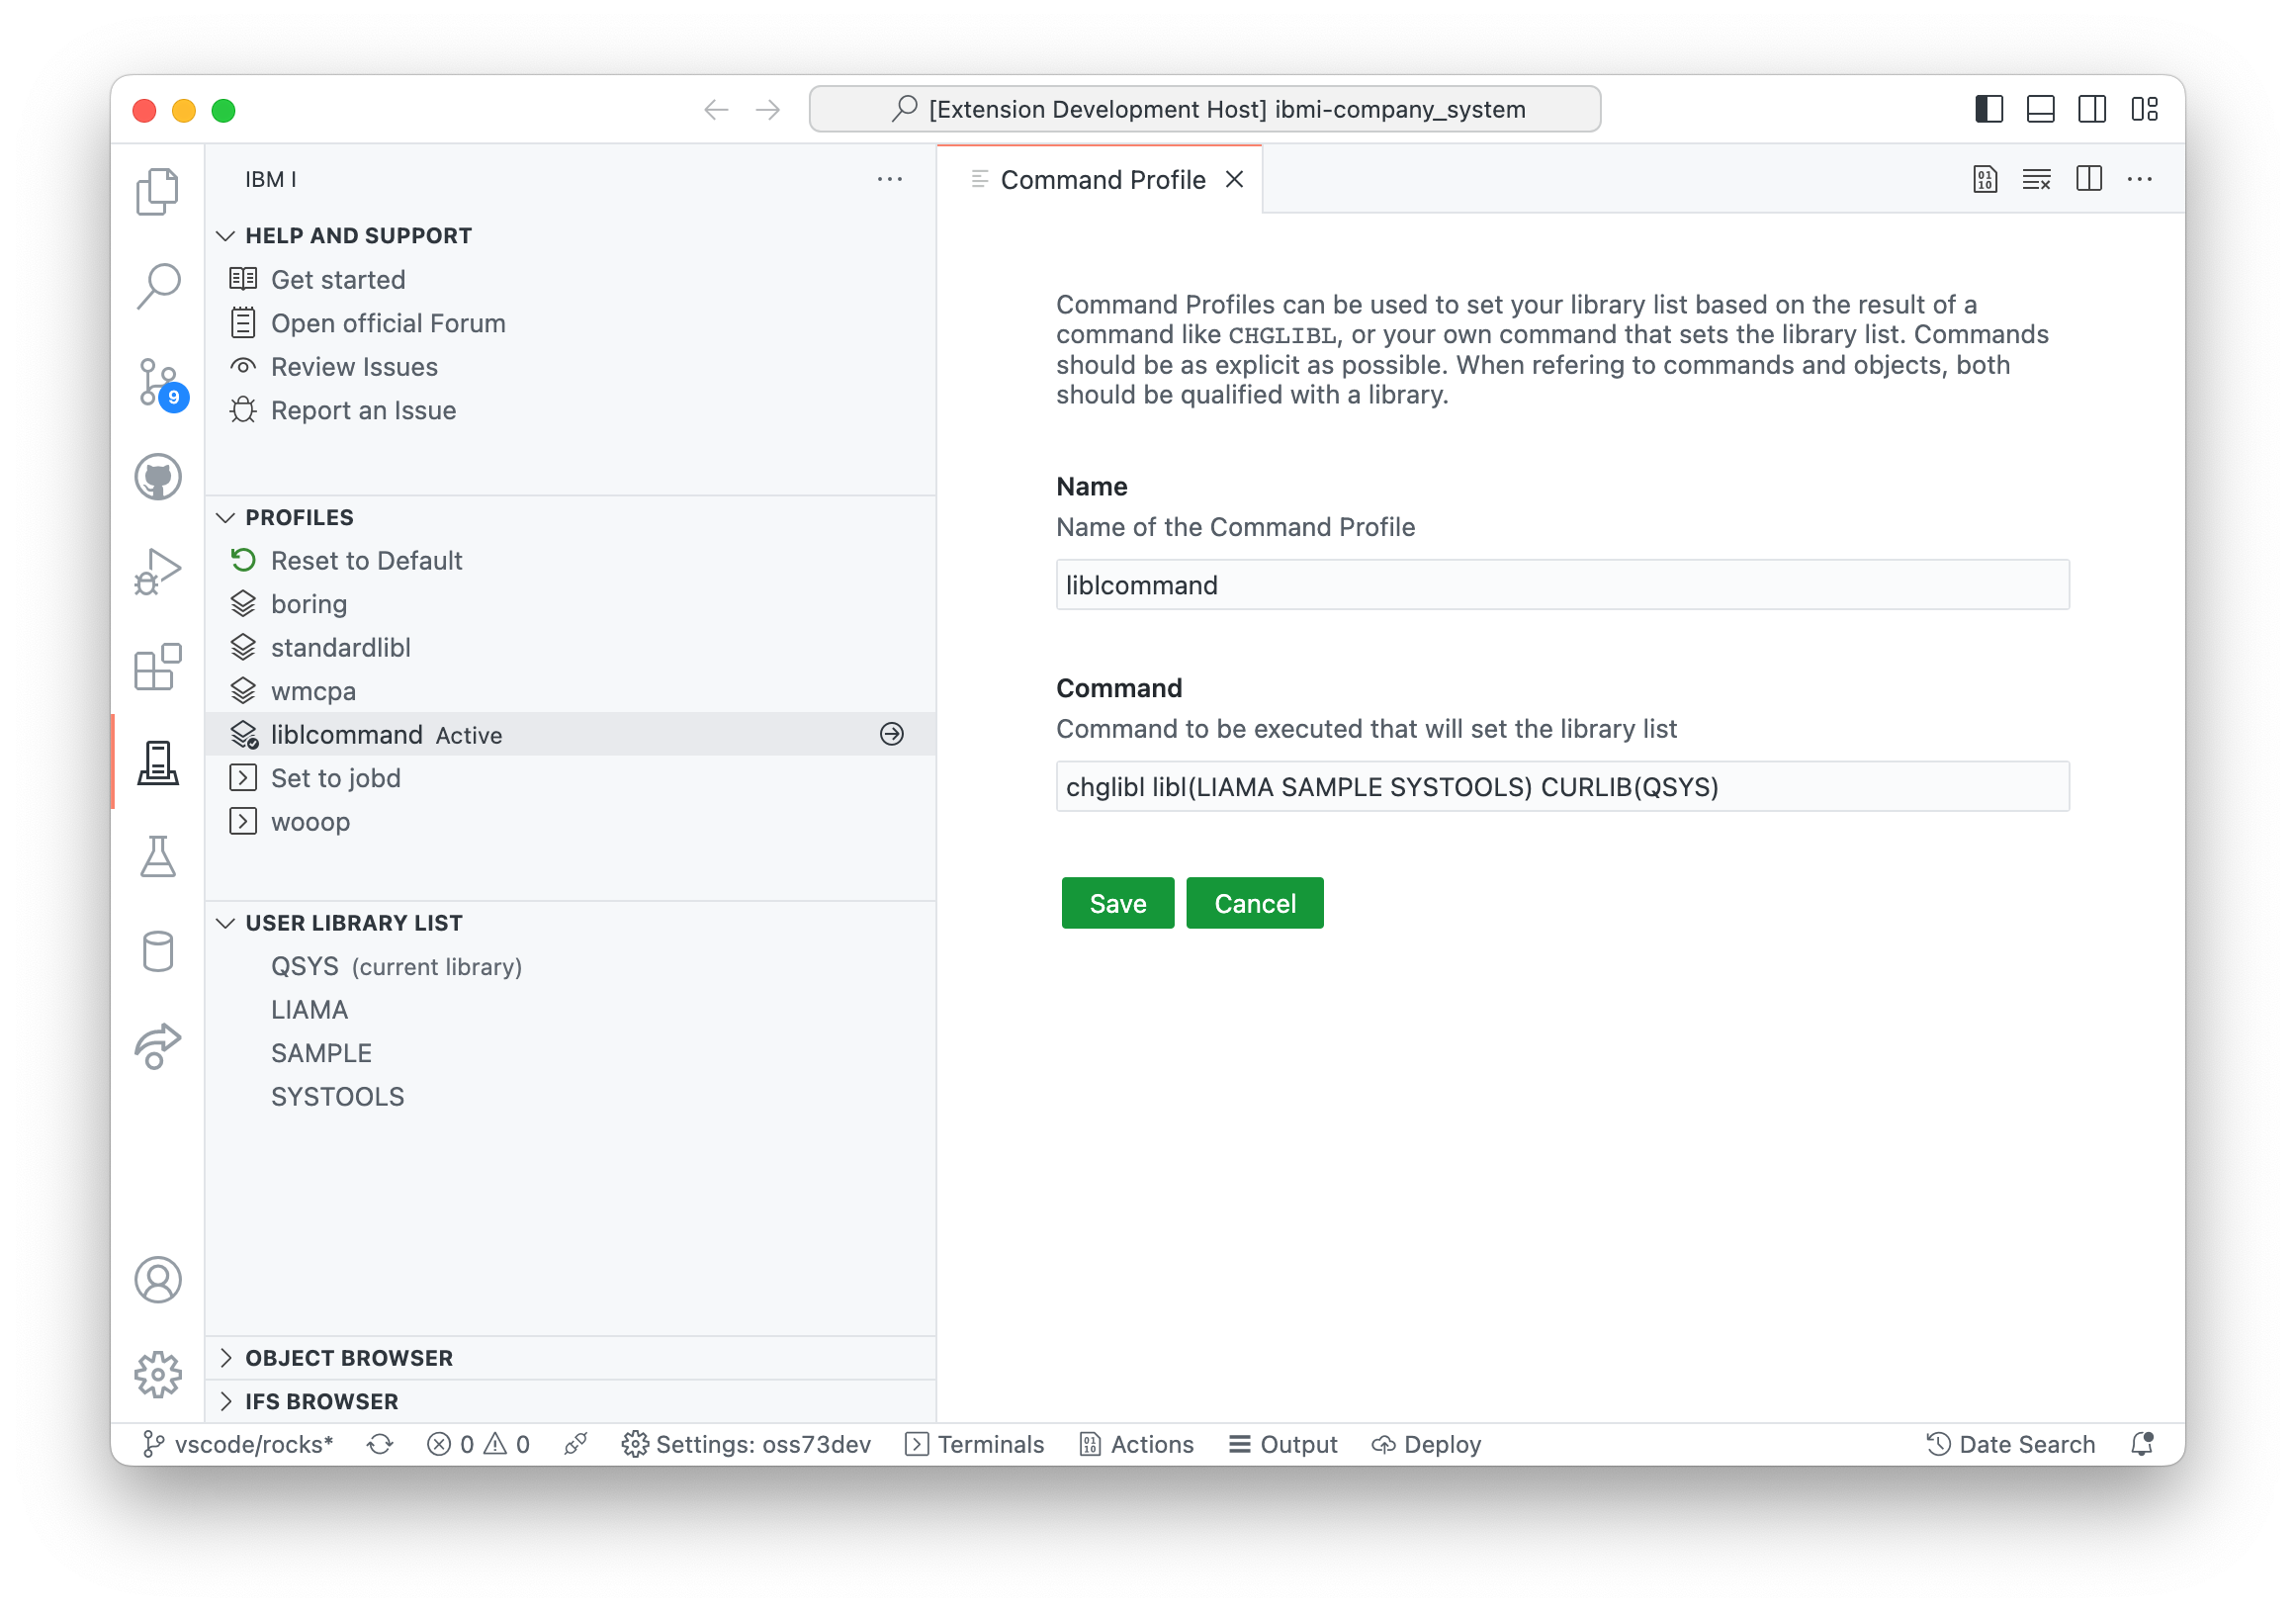 [Extension Development Host] ibmi-company_system
IBM I
HELP AND SUPPORT
Get started
Open official Forum
Review Issues
Report an Issue
9
PROFILES
Reset to Default
boring
standardlibl
wmcpa
liblcommand Active
Set to jobd
wooop
USER LIBRARY LIST
QSYS (current library)
LIAMA
SAMPLE
SYSTOOLS
OBJECT BROWSER
IFS BROWSER
Command Profile
Command Profiles can be used to set your library list based on the result of a
command like CHGLIBL, or your own command that sets the library list. Commands
should be as explicit as possible. When refering to commands and objects, both
should be qualified with a library.
Name
Name of the Command Profile
liblcommand
Command
Command to be executed that will set the library list
chglibl libl(LIAMA SAMPLE SYSTOOLS) CURLIB(QSYS)
Save Cancel
vscode/rocks* 0 0 Settings: oss73dev Terminals Actions Output Deploy Date Search